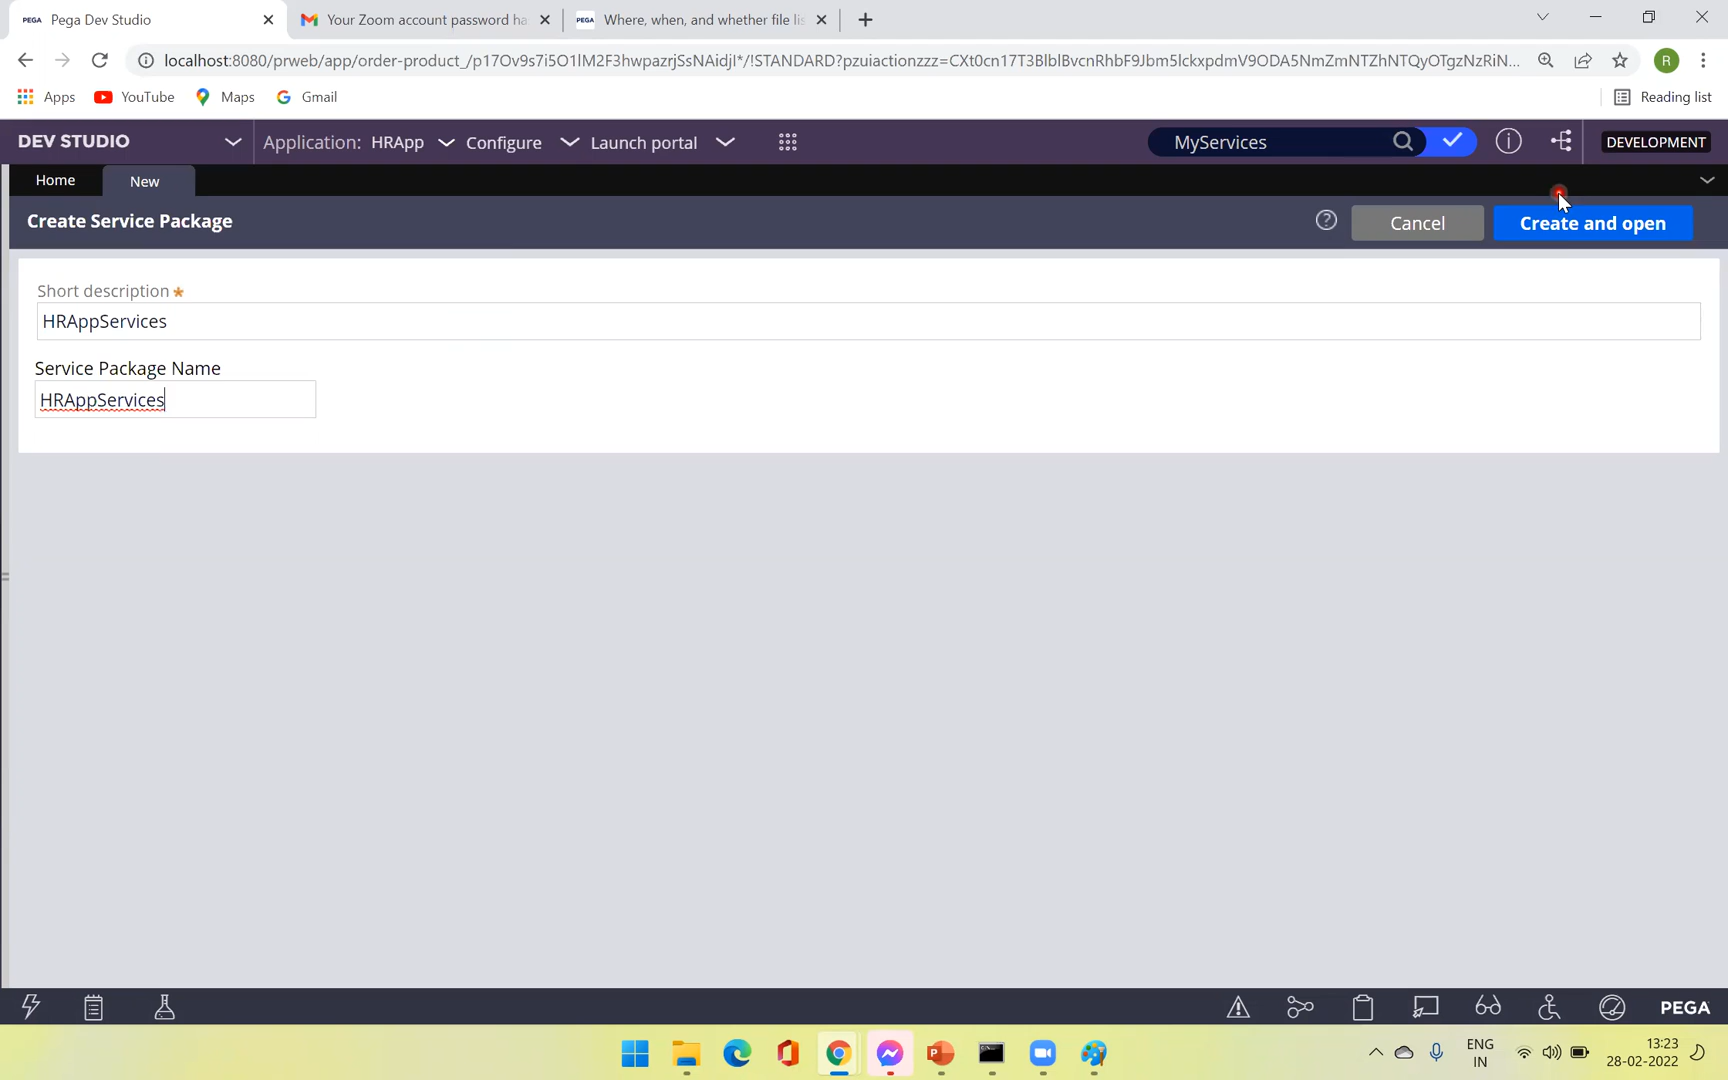 PEGA Pega Dev Studio
Your Zoom account password ha
PEGA Where, when, and whether file lis
localhost:8080/prweb/app/order-product_/p17Ov9s7i5O1IM2F3hwpazrjSsNAidjI*/!STANDARD?pzuiactionzzz=CXt0cn17T3BlblBvcnRhbF9Jbm5lckxpdmV9ODA5NmZmNTZhNTQyOTgzNzRiN...
R
Apps YouTube Maps Gmail Reading list
DEV STUDIO Application: HRApp Configure Launch portal MyServices DEVELOPMENT
Home New
Create Service Package Cancel Create and open
Short description *
HRAppServices
Service Package Name
HRAppServices
PEGA
ENG
IN
13:23
28-02-2022